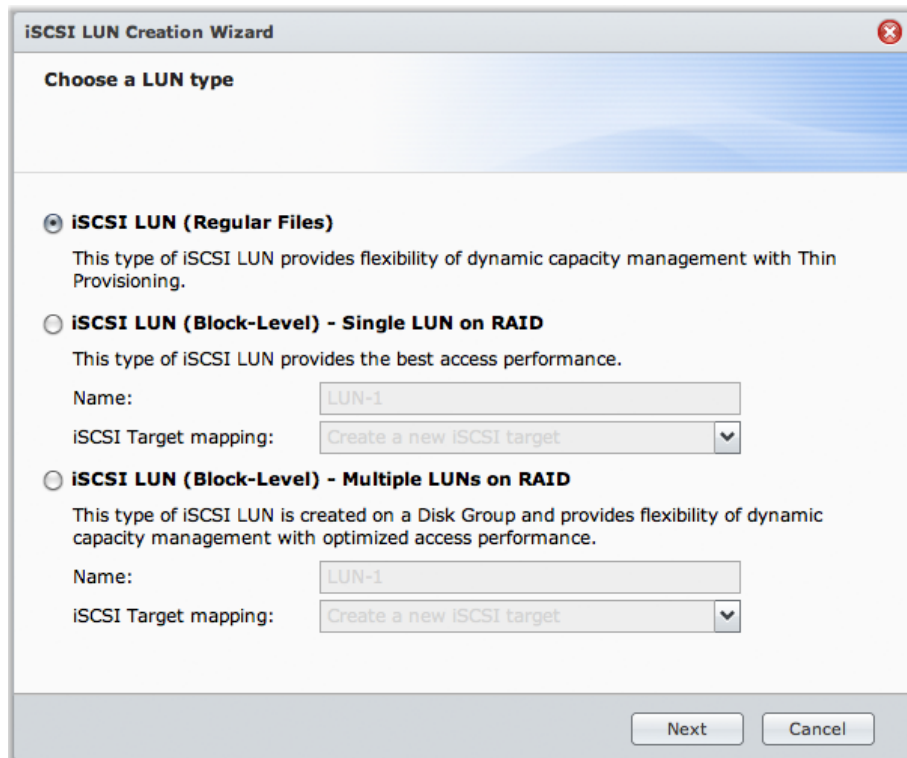 iSCSI LUN Creation Wizard
Choose a LUN type
iSCSI LUN (Regular Files)
This type of iSCSI LUN provides flexibility of dynamic capacity management with Thin
Provisioning.
iSCSI LUN (Block-Level) - Single LUN on RAID
This type of iSCSI LUN provides the best access performance.
Name: LUN-1
iSCSI Target mapping: Create a new iSCSI target
iSCSI LUN (Block-Level) - Multiple LUNs on RAID
This type of iSCSI LUN is created on a Disk Group and provides flexibility of dynamic
capacity management with optimized access performance.
Name: LUN-1
iSCSI Target mapping: Create a new iSCSI target
Next Cancel